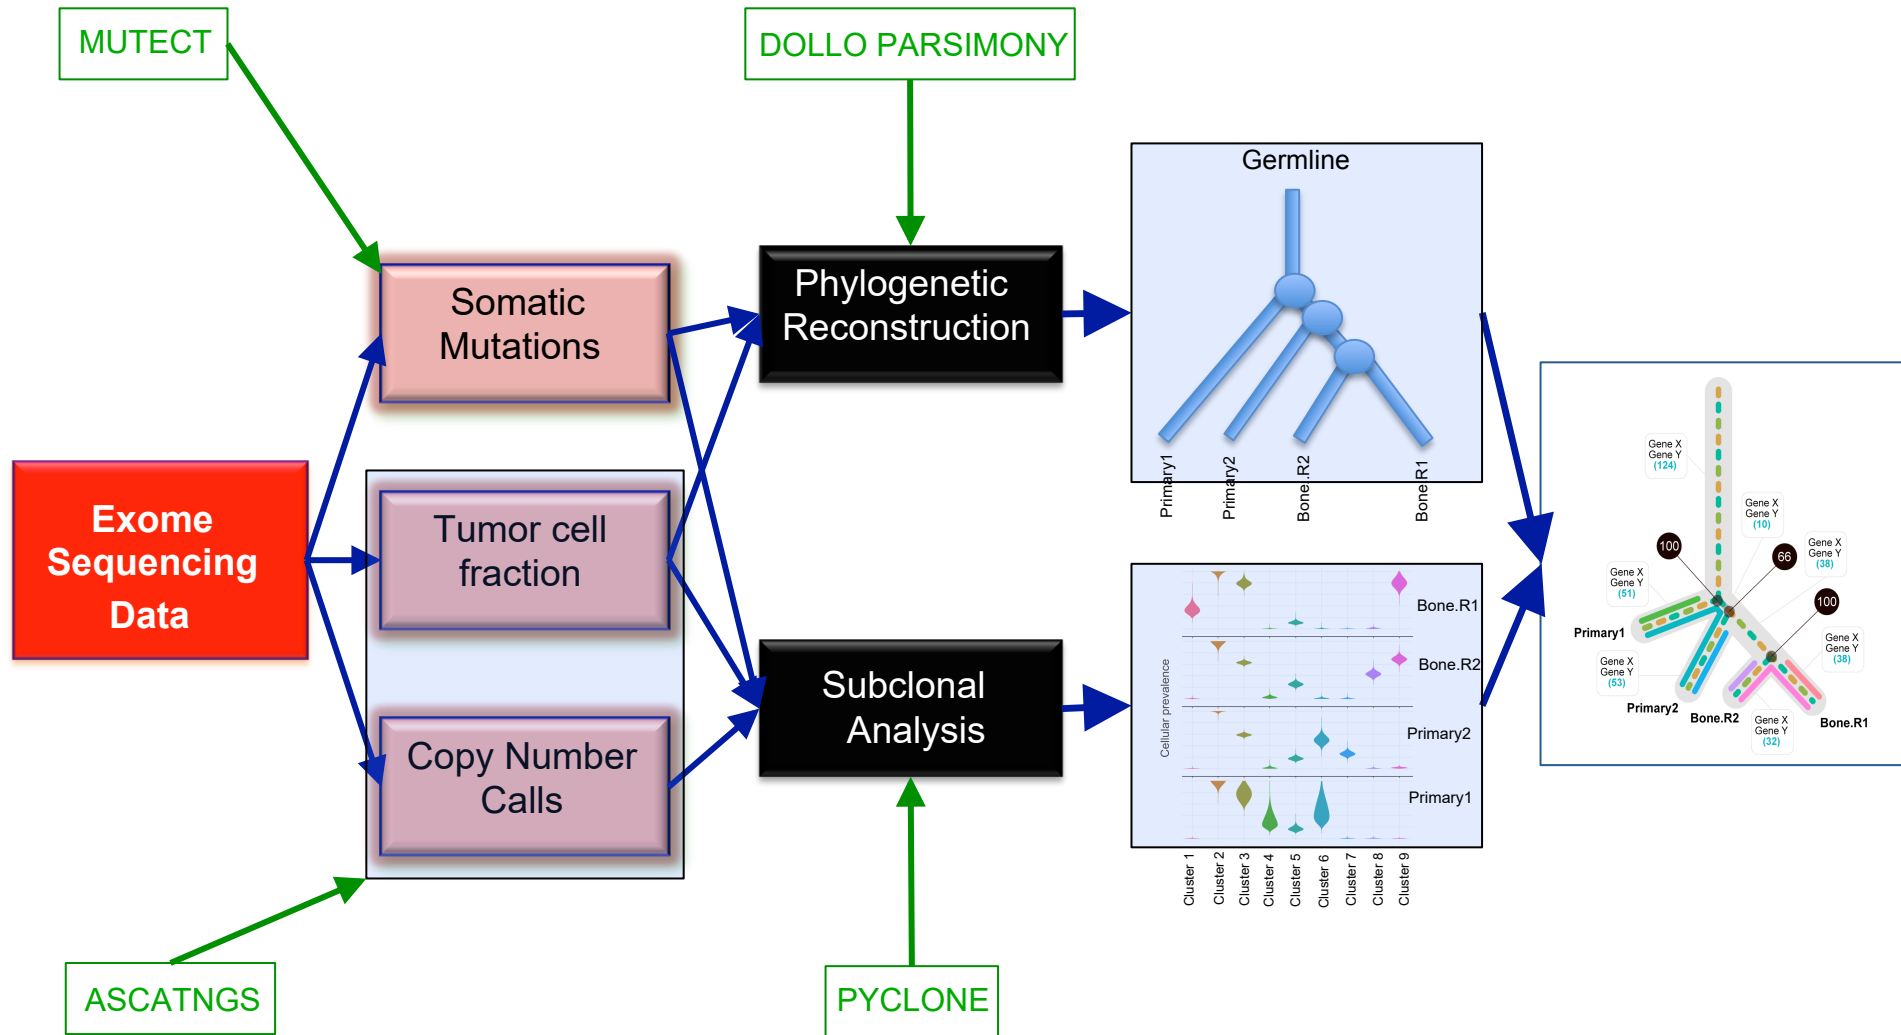 MUTECT
DOLLO PARSIMONY
Somatic
Mutations
Phylogenetic
Reconstruction
Germline
Primary1
Primary2
Bone..R2
Bone.R1
Exome
Sequencing
Data
Tumor cell
fraction
Copy Number
Calls
Subclonal
Analysis
Cellular prevalence
Bone.R1
Bone.R2
Primary2
Primary1
Cluster 1
Cluster 2
Cluster 3
Cluster 4
Cluster 5
Cluster 6
Cluster 7
Cluster 8
Cluster 9
Gene X
Gene Y
(124)
Gene X
Gene Y
(10)
100
66
Gene X
Gene Y
(38)
Gene X
Gene Y
(51)
100
Primary1
Gene X
Gene Y
(38)
Gene X
Gene Y
(53)
Primary2
Bone.R2
Bone.R1
Gene X
Gene Y
(32)
ASCATNGS
PYCLONE